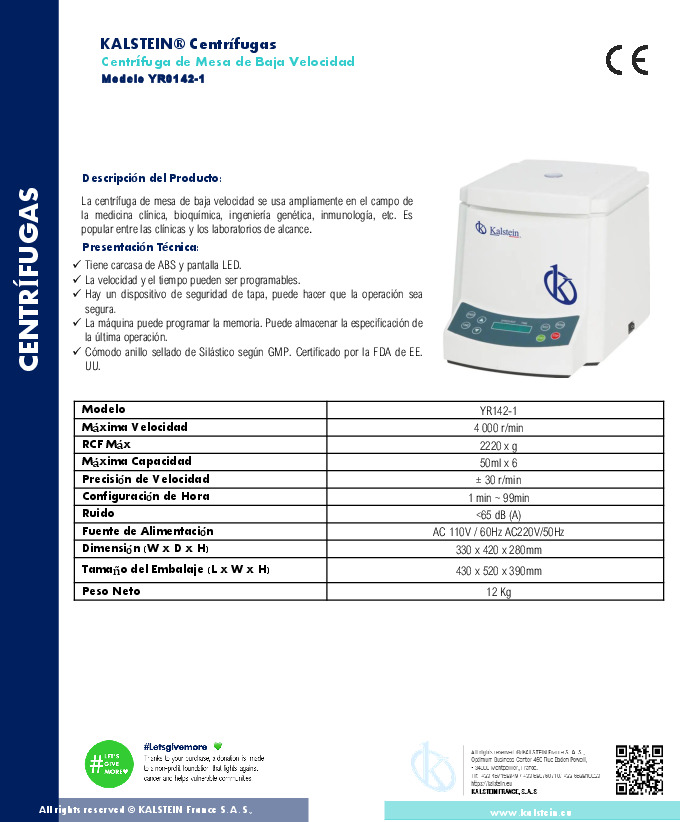 KALSTEIN® Centrífugas
Centrífuga de Mesa de Baja Velocidad
Modelo YR0142-1
CE
CENTRÍFUGAS
Descripción del Producto:
La centrífuga de mesa de baja velocidad se usa ampliamente en el campo de
la medicina clínica, bioquímica, ingeniería genética, inmunología, etc. Es
popular entre las clínicas y los laboratorios de alcance.
Presentación Técnica:
✓ Tiene carcasa de ABS y pantalla LED.
✓ La velocidad y el tiempo pueden ser programables.
✓ Hay un dispositivo de seguridad de tapa, puede hacer que la operación sea
segura.
✓ La máquina puede programar la memoria. Puede almacenar la especificación de
la última operación.
✓ Cómodo anillo sellado de Silástico según GMP. Certificado por la FDA de EE.
UU.
Kalstein
Modelo YR142-1
Máxima Velocidad 4 000 r/min
RCF Máx 2220 x g
Máxima Capacidad 50ml x 6
Precisión de Velocidad ± 30 r/min
Configuración de Hora 1 min ~ 99min
Ruido <65 dB (A)
Fuente de Alimentación AC 110V / 60Hz AC220V/50Hz
Dimensión (W x D x H) 330 x 420 x 280mm
Tamaño del Embalaje (L x W x H) 430 x 520 x 390mm
Peso Neto 12 Kg
#LET'S
GIVE
MORE
#Letsgivemore
Thanks to your purchase, a donation is made
to a non-profit foundation that fights against
cancer and helps vulnerable communities
All rights reserved ® KALSTEIN France S. A. S.,
https://kalstein.eu
KALSTEIN FRANCE, S.A.S
All rights reserved © KALSTEIN France S.A.S.,
www.kalstein.eu